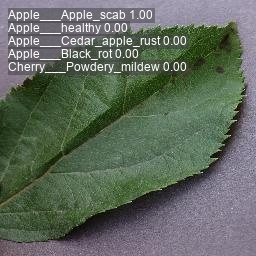 Apple___Apple_scab 1.00
Apple___healthy 0.00
Apple___Cedar_apple_rust 0.00
Apple___Black_rot 0.00
Cherry___Powdery_mildew 0.00